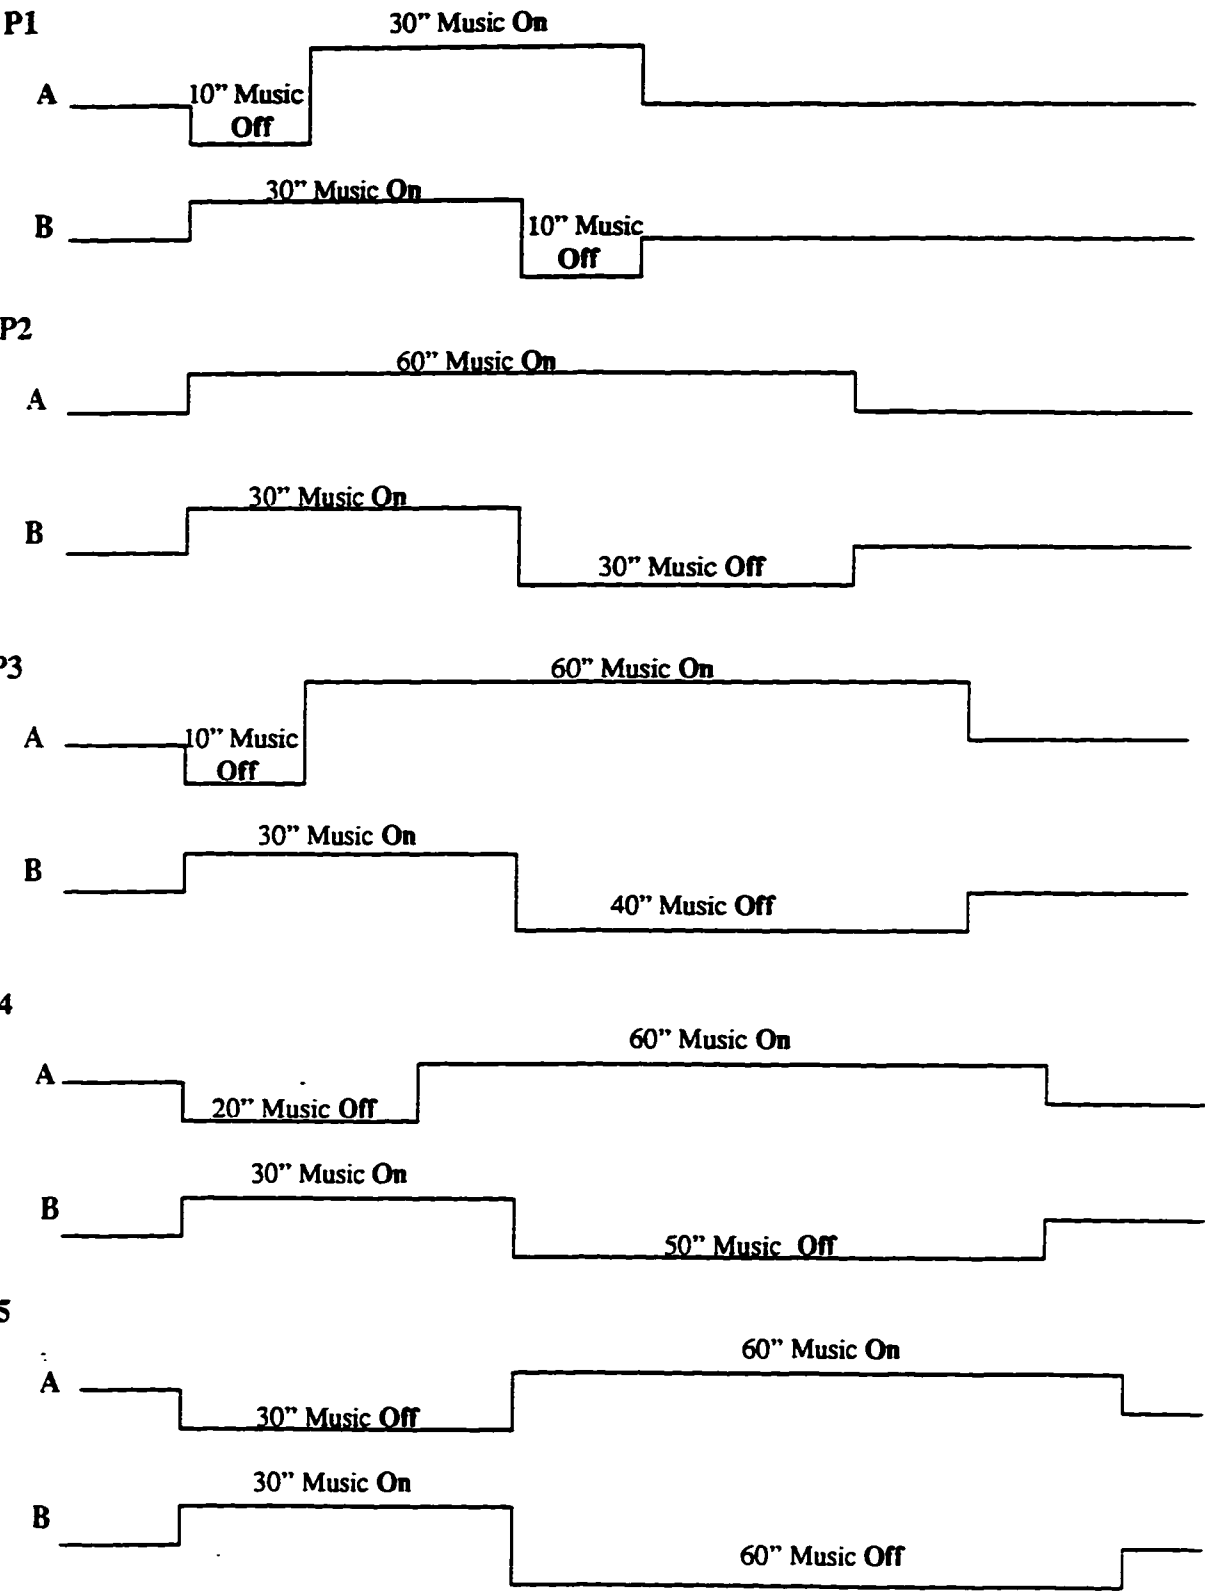 P1
30” Music On
A
10” Music
Off
30” Music On
B
10” Music
Off
P2
60” Music On
A
30” Music On
B
30” Music Off
P3
60” Music On
A
10” Music
Off
30” Music On
B
40” Music Off
4
60” Music On
A
20” Music Off
30” Music On
B
50” Music Off
5
60” Music On
A
30” Music Off
30” Music On
B
60” Music Off